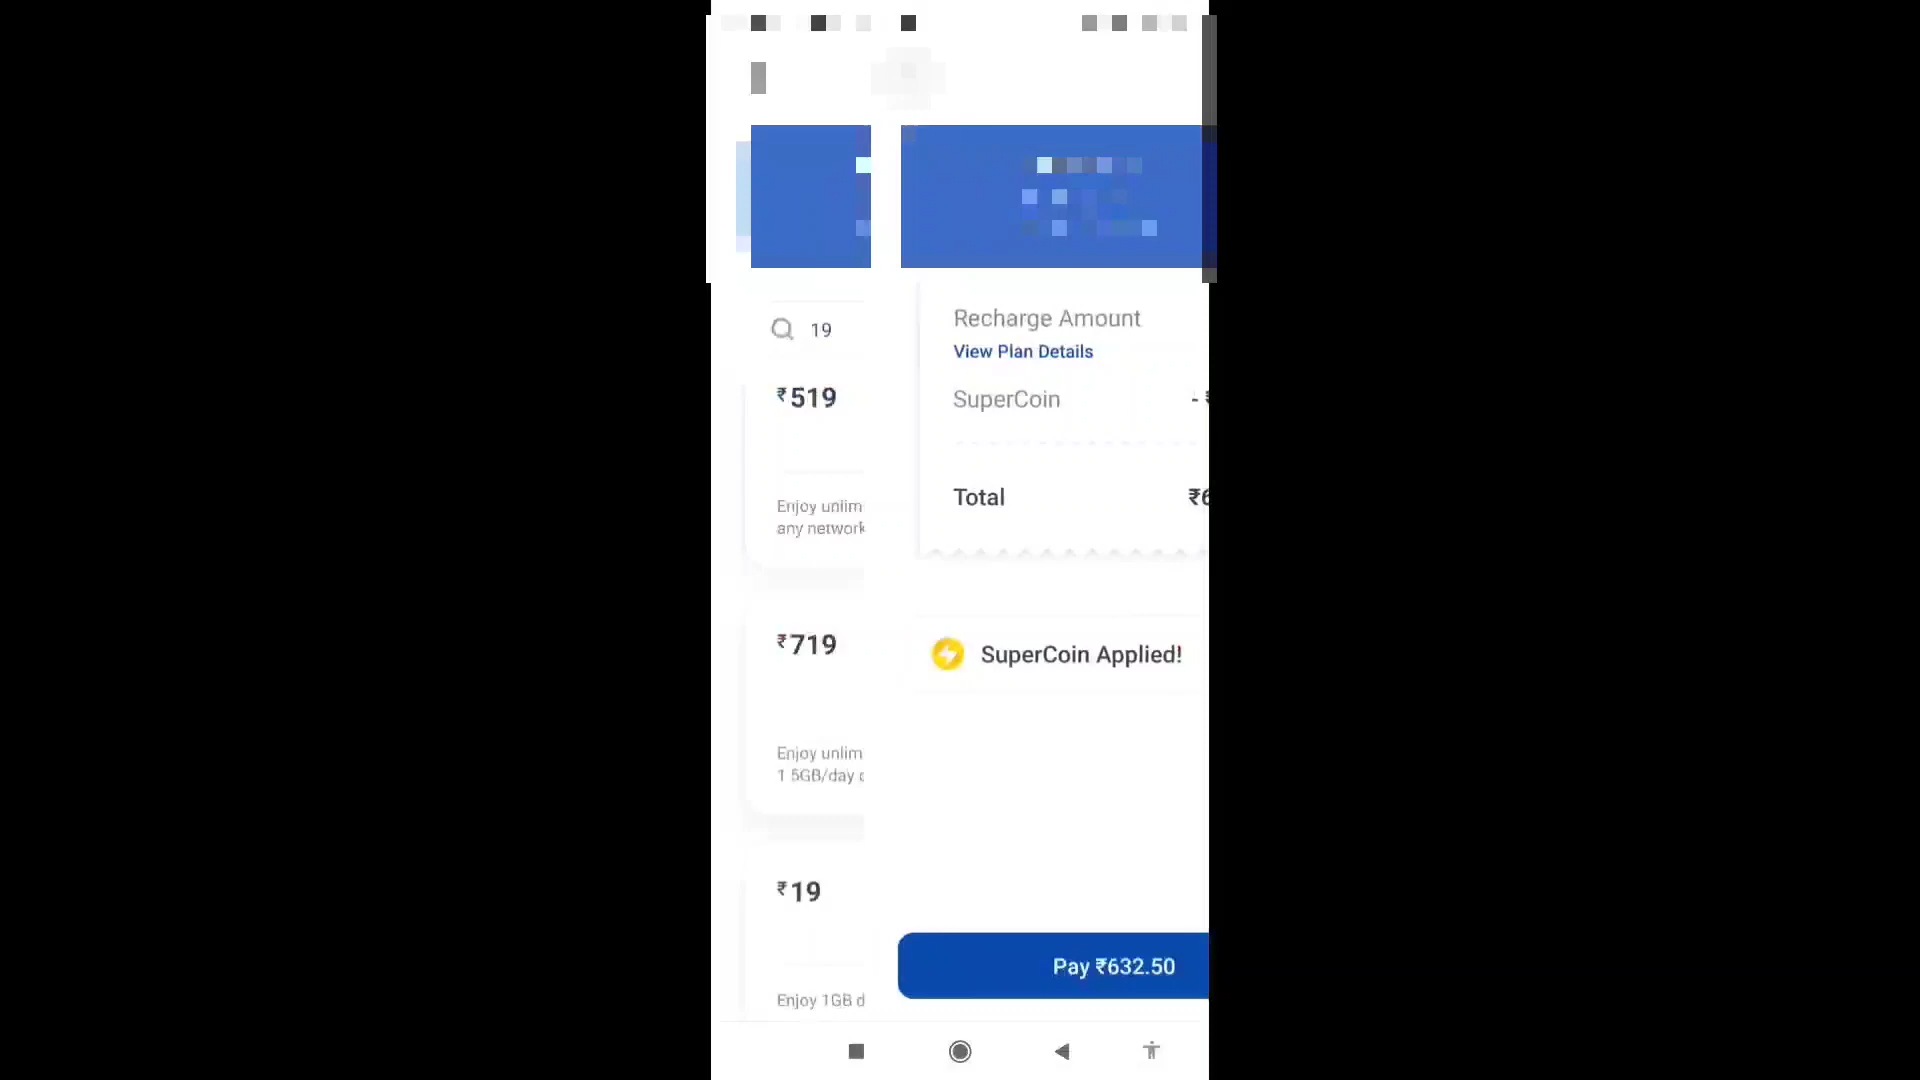 19
₹519
Enjoy unlim
any network
₹719
Enjoy unlim
1 5GB/day
₹19
Enjoy 1GB d
Recharge Amount
View Plan Details
SuperCoin
- ₹
Total
₹6
SuperCoin Applied!
Pay ₹632.50